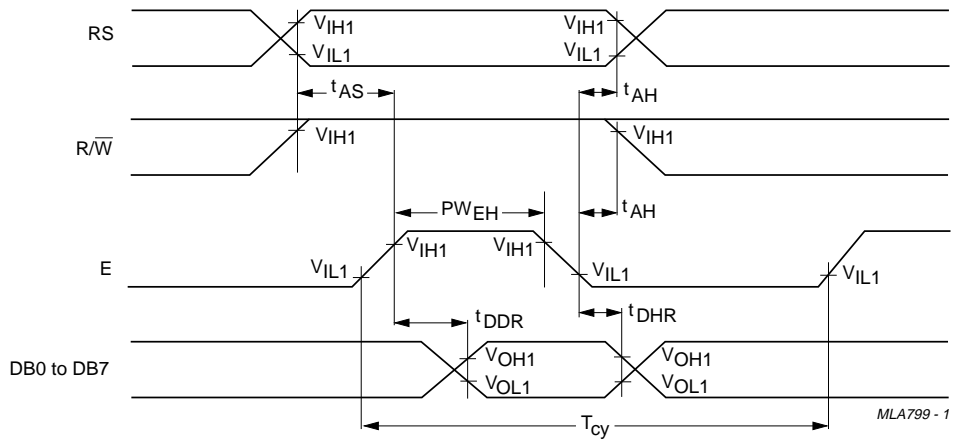 RS
VIH1
VIL1
VIH1
VIL1
tAS
tAH
R/W̅
VIH1
VIH1
PWEH
tAH
E
VIL1
VIH1
VIH1
VIL1
VIL1
tDDR
tDHR
DB0 to DB7
VOH1
VOL1
VOH1
VOL1
Tcy
MLA799 - 1